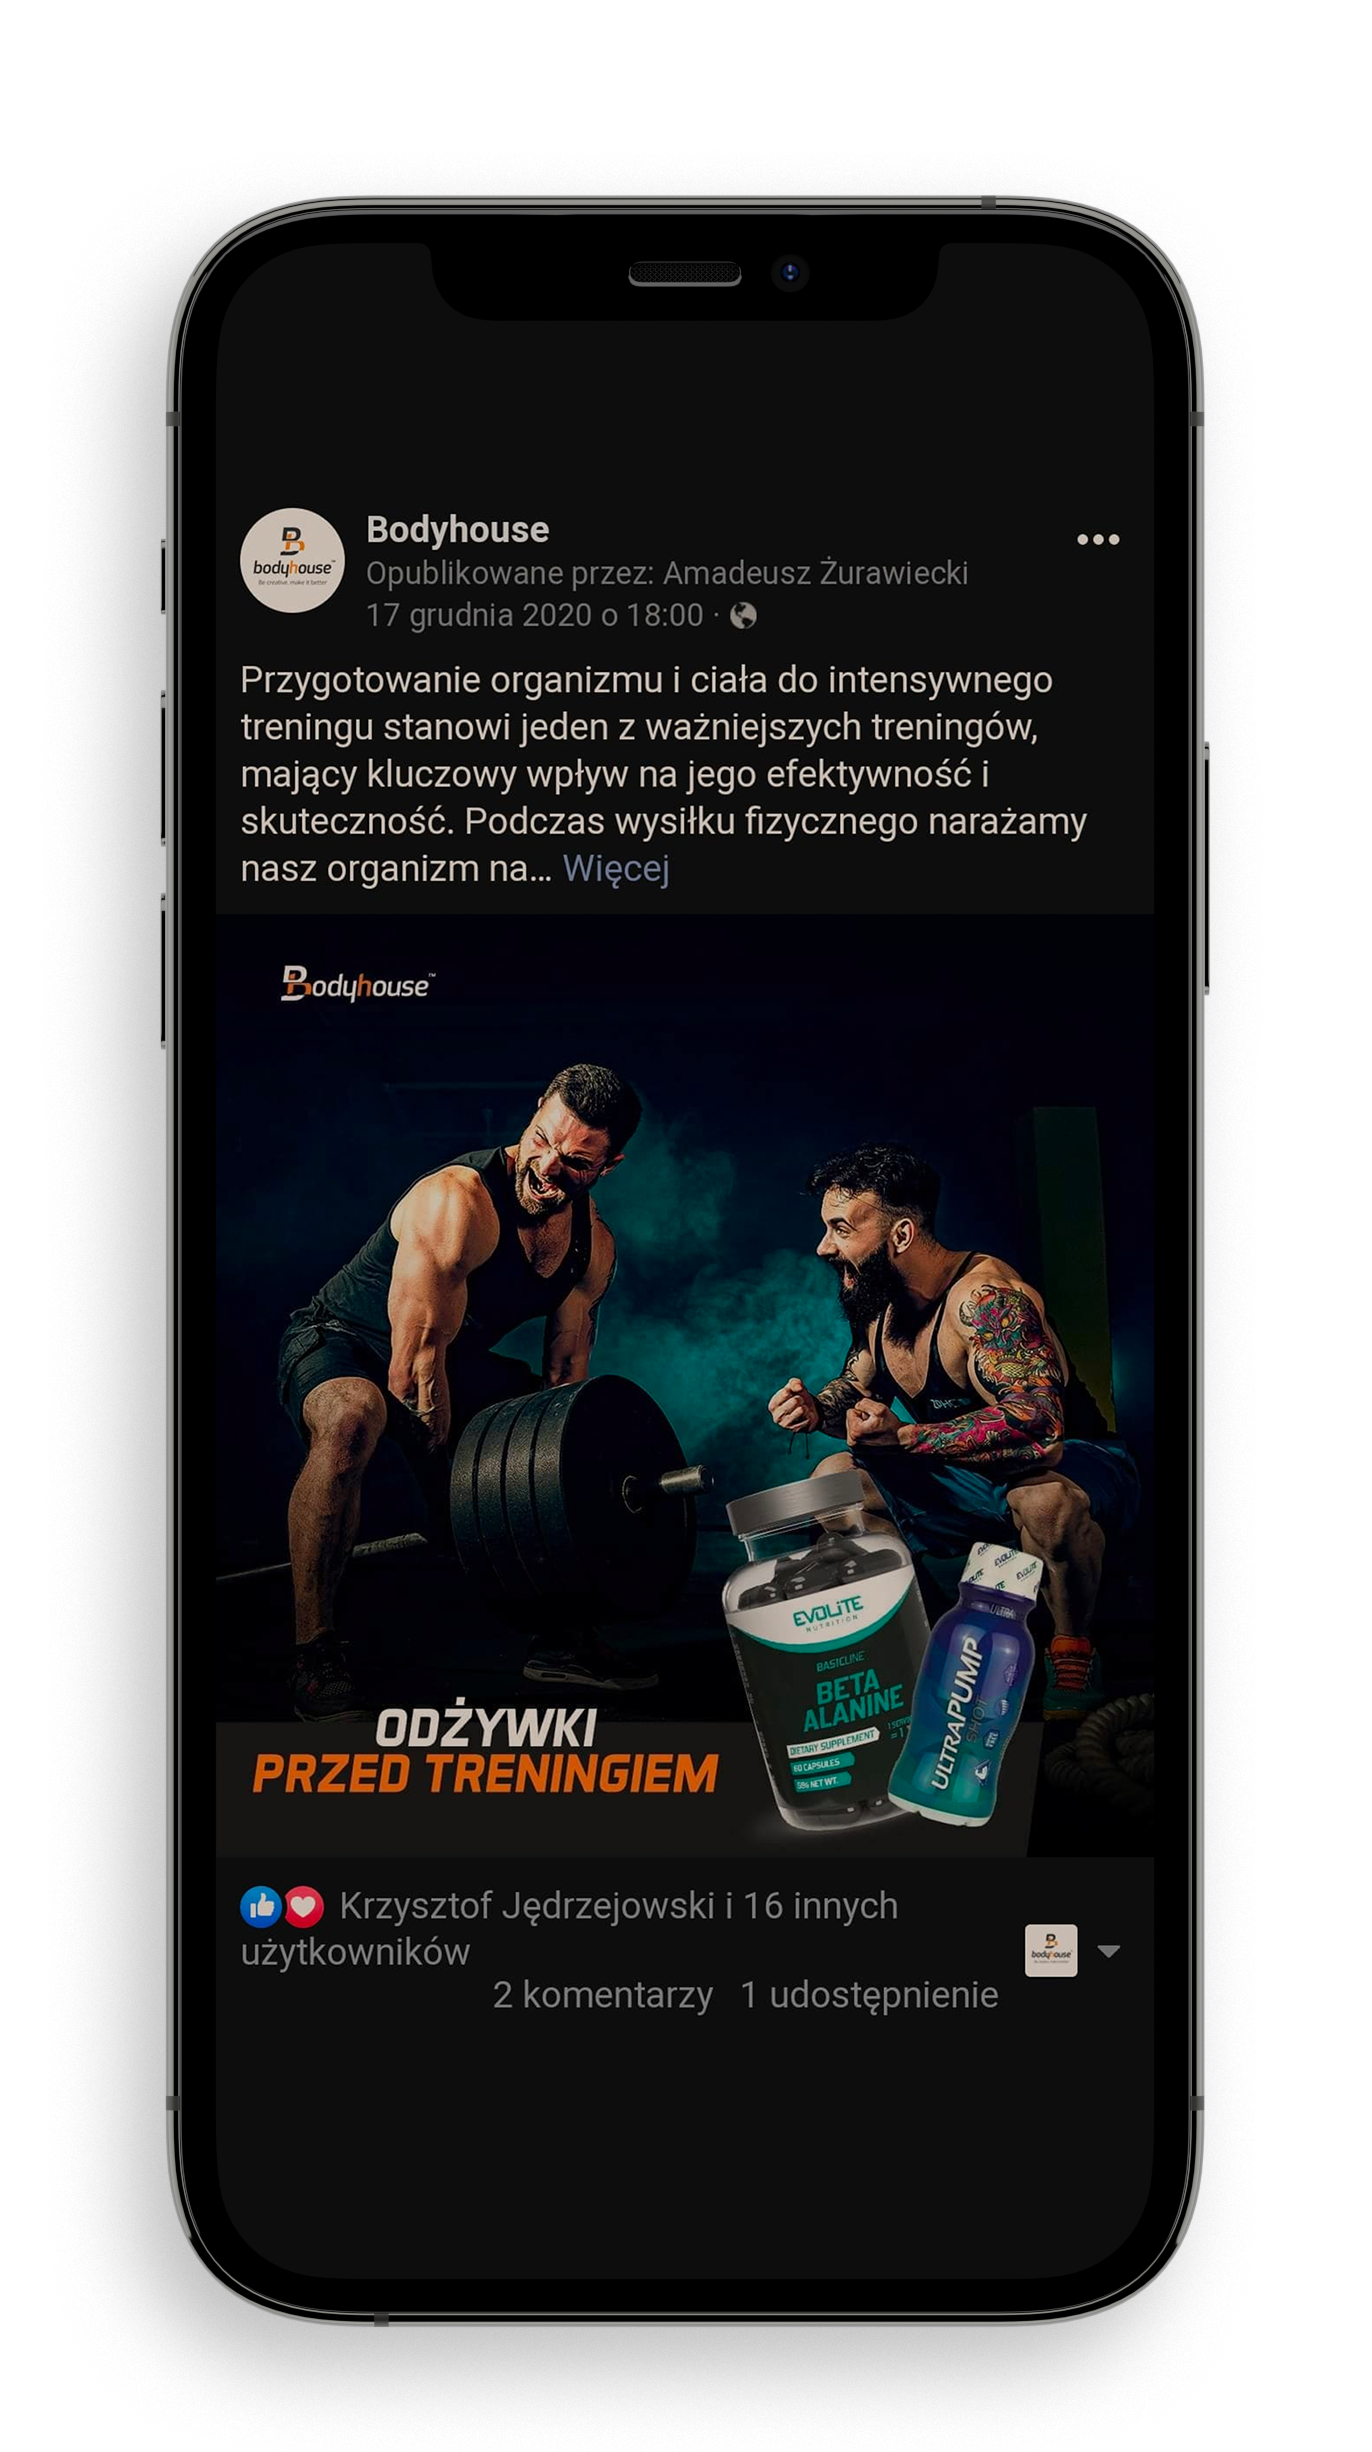 bodyhouse™
Be creative, make it better
Bodyhouse
Opublikowane przez: Amadeusz Żurawiecki
17 grudnia 2020 o 18:00 ·
Przygotowanie organizmu i ciała do intensywnego
treningu stanowi jeden z ważniejszych treningów,
mający kluczowy wpływ na jego efektywność i
skuteczność. Podczas wysiłku fizycznego narażamy
nasz organizm na... Więcej
Bodyhouse™
EVOLITE
NUTRITION
BASICLINE
BETA
ALANINE
DIETARY SUPPLEMENT
60 CAPSULES
NET WT.
EVOLITE
ULTRA
ULTRAPUMP
SHOT
ODŻYWKI
PRZED TRENINGIEM
Krzysztof Jędrzejowski i 16 innych
użytkowników
bodyhouse
2 komentarzy 1 udostępnienie